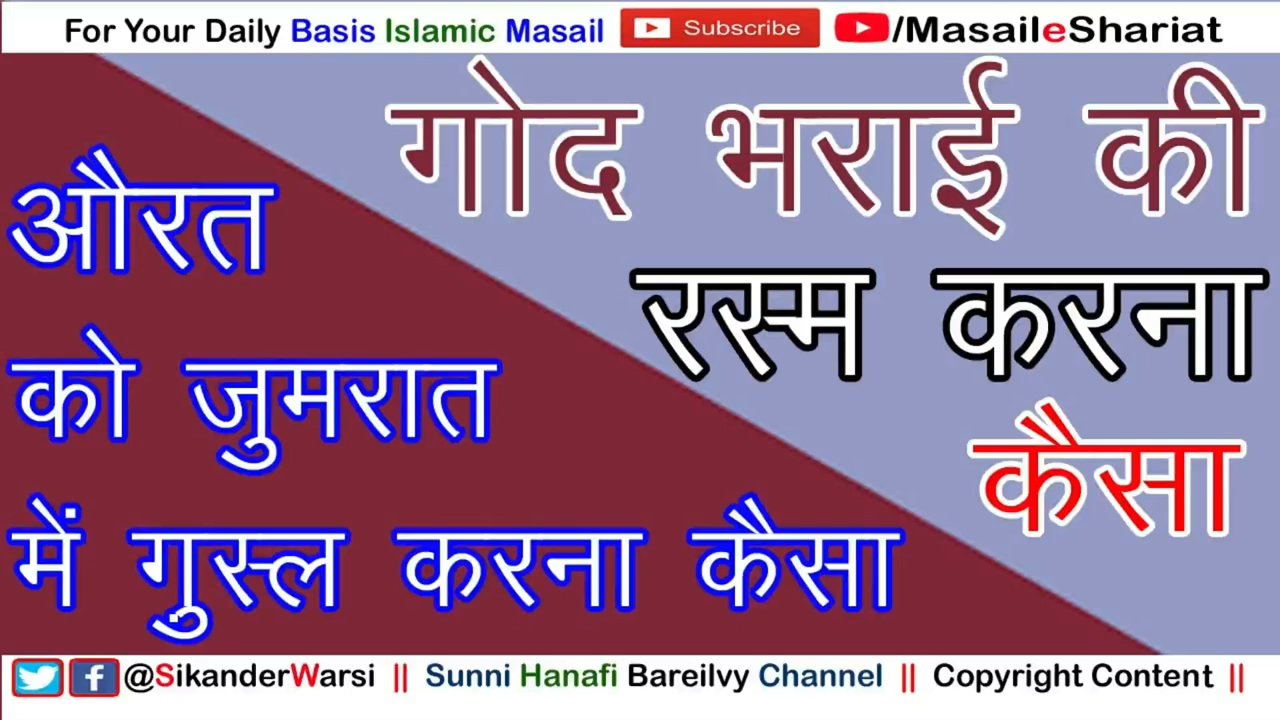 For Your Daily Basis Islamic Masail Subscribe /MasaileShariat
गोद भराई की
रस्म करना
कैसा
औरत
को जुमरात
में ग़ुस्ल करना कैसा
@SikanderWarsi || Sunni Hanafi Bareilvy Channel || Copyright Content ||